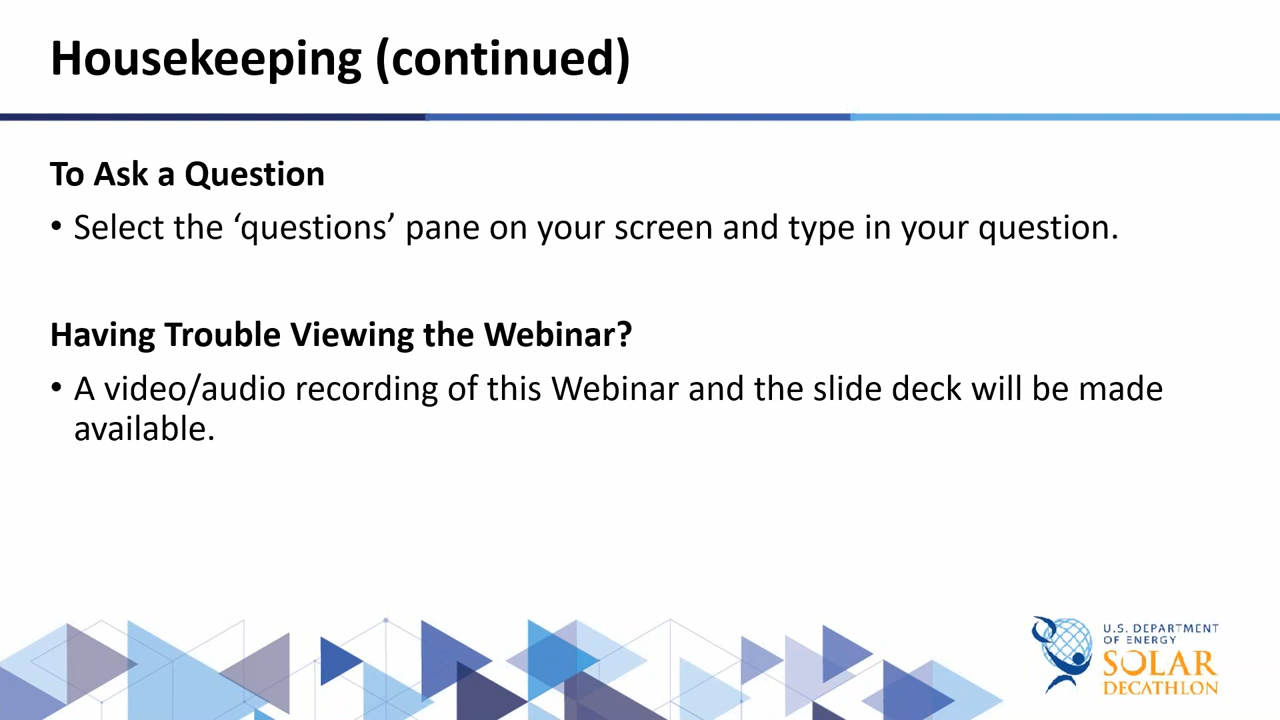 Housekeeping (continued)
To Ask a Question
• Select the ‘questions’ pane on your screen and type in your question.
Having Trouble Viewing the Webinar?
• A video/audio recording of this Webinar and the slide deck will be made
available.
U.S. DEPARTMENT
OF ENERGY
SOLAR
DECATHLON